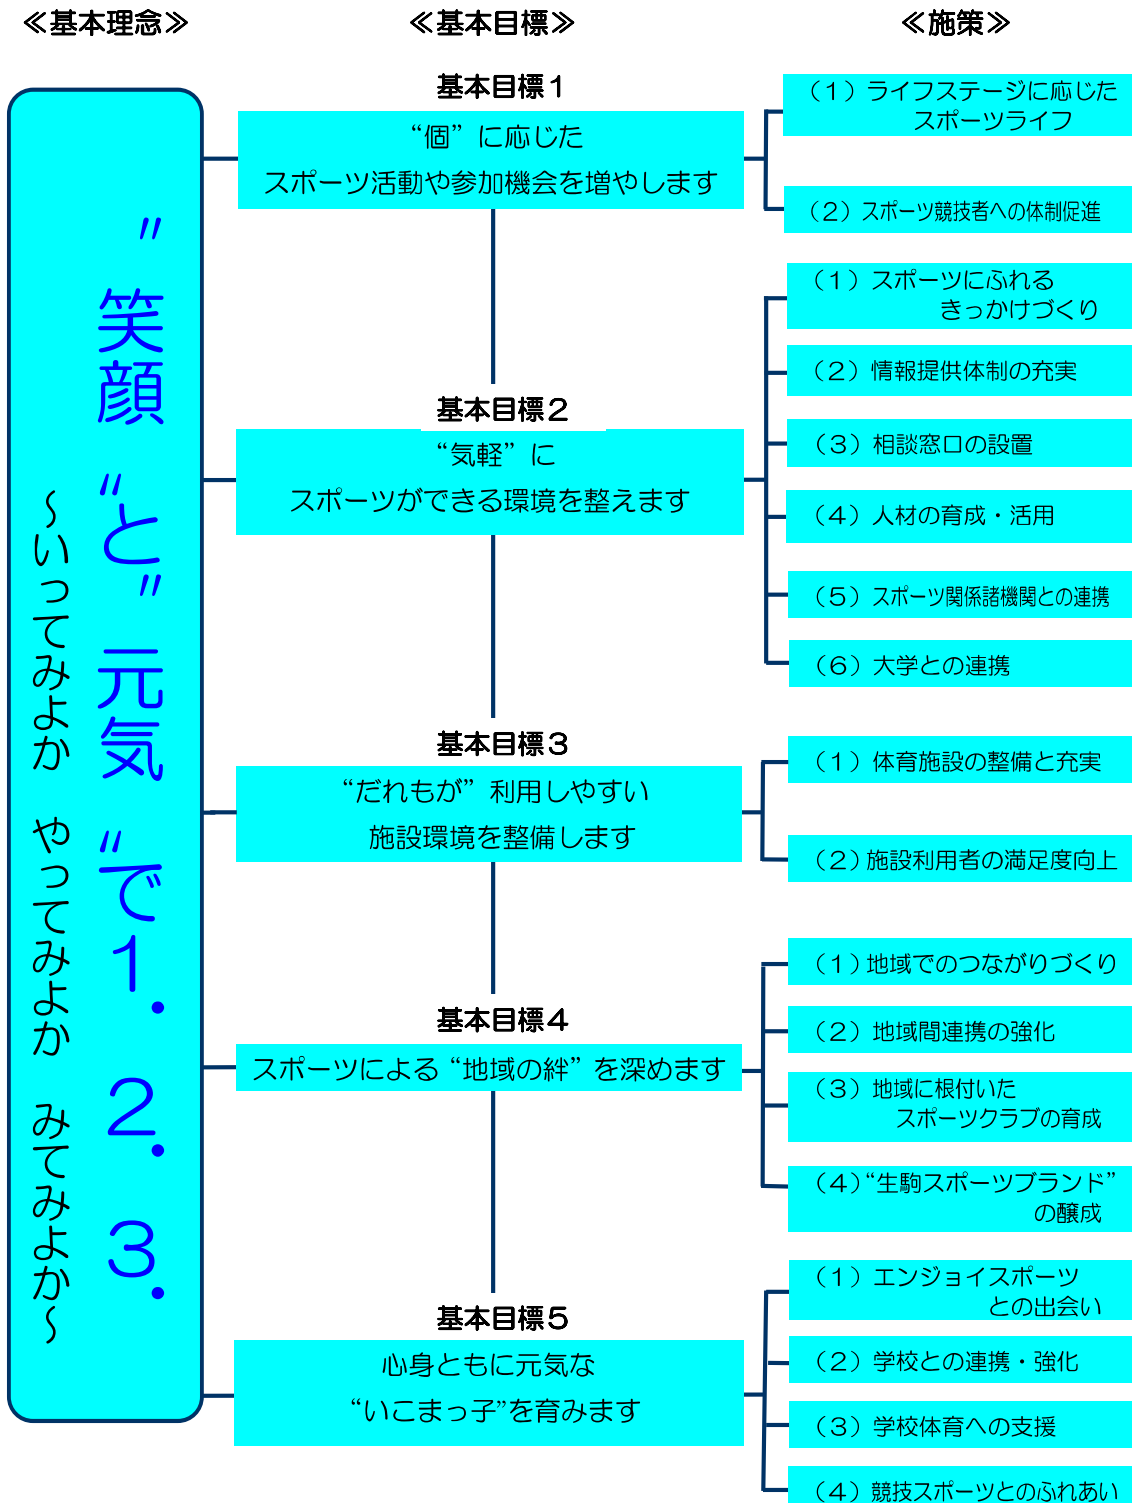 ≪基本理念≫
≪基本目標≫
≪施策≫
〃笑顔〃と〃元気〃で１．２．３．
～いってみよか　やってみよか　みてみよか～
基本目標１
“個”に応じた
スポーツ活動や参加機会を増やします
（１）ライフステージに応じた
スポーツライフ
（２）スポーツ競技者への体制促進
基本目標２
“気軽”に
スポーツができる環境を整えます
（１）スポーツにふれる
きっかけづくり
（２）情報提供体制の充実
（３）相談窓口の設置
（４）人材の育成・活用
（５）スポーツ関係諸機関との連携
（６）大学との連携
基本目標３
“だれもが”利用しやすい
施設環境を整備します
（１）体育施設の整備と充実
（２）施設利用者の満足度向上
基本目標４
スポーツによる“地域の絆”を深めます
（１）地域でのつながりづくり
（２）地域間連携の強化
（３）地域に根付いた
スポーツクラブの育成
（４）“生駒スポーツブランド”
の醸成
基本目標５
心身ともに元気な
“いこまっ子”を育みます
（１）エンジョイスポーツ
との出会い
（２）学校との連携・強化
（３）学校体育への支援
（４）競技スポーツとのふれあい